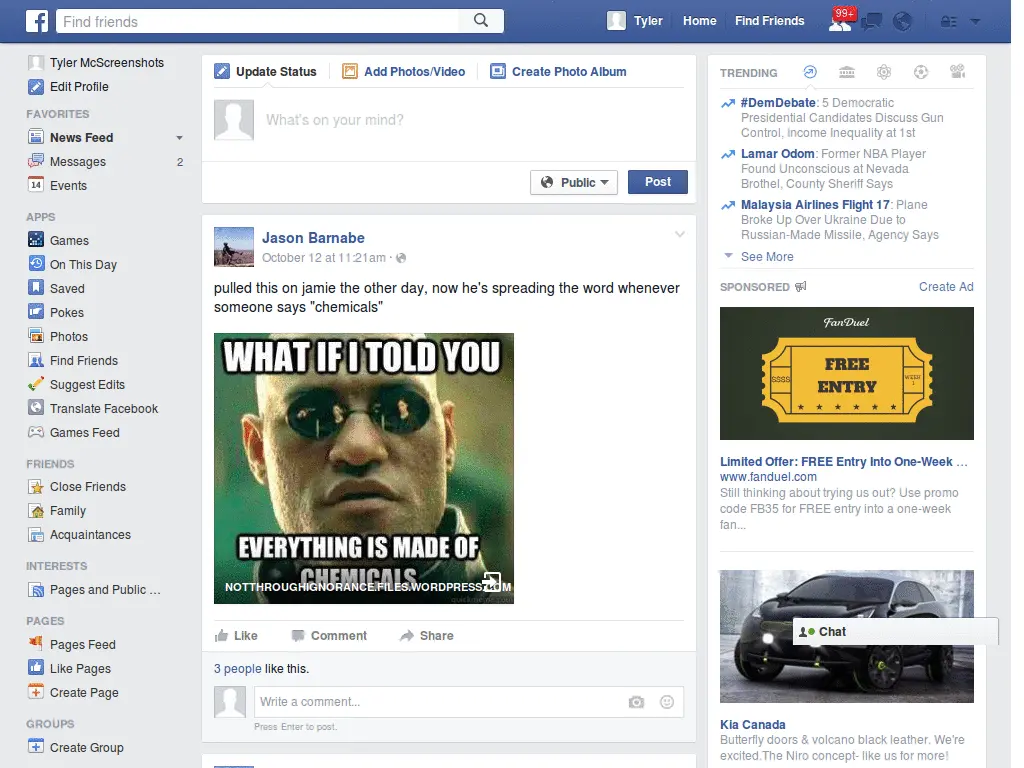 Find friends
Tyler
Home
Find Friends
99+
Tyler McScreenshots
Edit Profile
FAVORITES
News Feed
Messages 2
14 Events
APPS
Games
On This Day
Saved
Pokes
Photos
Find Friends
Suggest Edits
Translate Facebook
Games Feed
FRIENDS
Close Friends
Family
Acquaintances
INTERESTS
Pages and Public ...
PAGES
Pages Feed
Like Pages
Create Page
GROUPS
Create Group
Update Status
Add Photos/Video
Create Photo Album
What's on your mind?
Public
Post
Jason Barnabe
October 12 at 11:21am ·
pulled this on jamie the other day, now he's spreading the word whenever
someone says "chemicals"
WHAT IF I TOLD YOU
EVERYTHING IS MADE OF
CHEMICALS
NOTTHROUGHIGNORANCE.FILES.WORDPRESS.COM
Like
Comment
Share
3 people like this.
Write a comment...
Press Enter to post.
TRENDING
#DemDebate: 5 Democratic
Presidential Candidates Discuss Gun
Control, income Inequality at 1st
Lamar Odom: Former NBA Player
Found Unconscious at Nevada
Brothel, County Sheriff Says
Malaysia Airlines Flight 17: Plane
Broke Up Over Ukraine Due to
Russian-Made Missile, Agency Says
See More
SPONSORED
Create Ad
FanDuel
FREE
ENTRY
$$$$
WEEK
1
Limited Offer: FREE Entry Into One-Week ...
www.fanduel.com
Still thinking about trying us out? Use promo
code FB35 for FREE entry into a one-week
fan...
Chat
Kia Canada
Butterfly doors & volcano black leather. We're
excited.The Niro concept- like us for more!